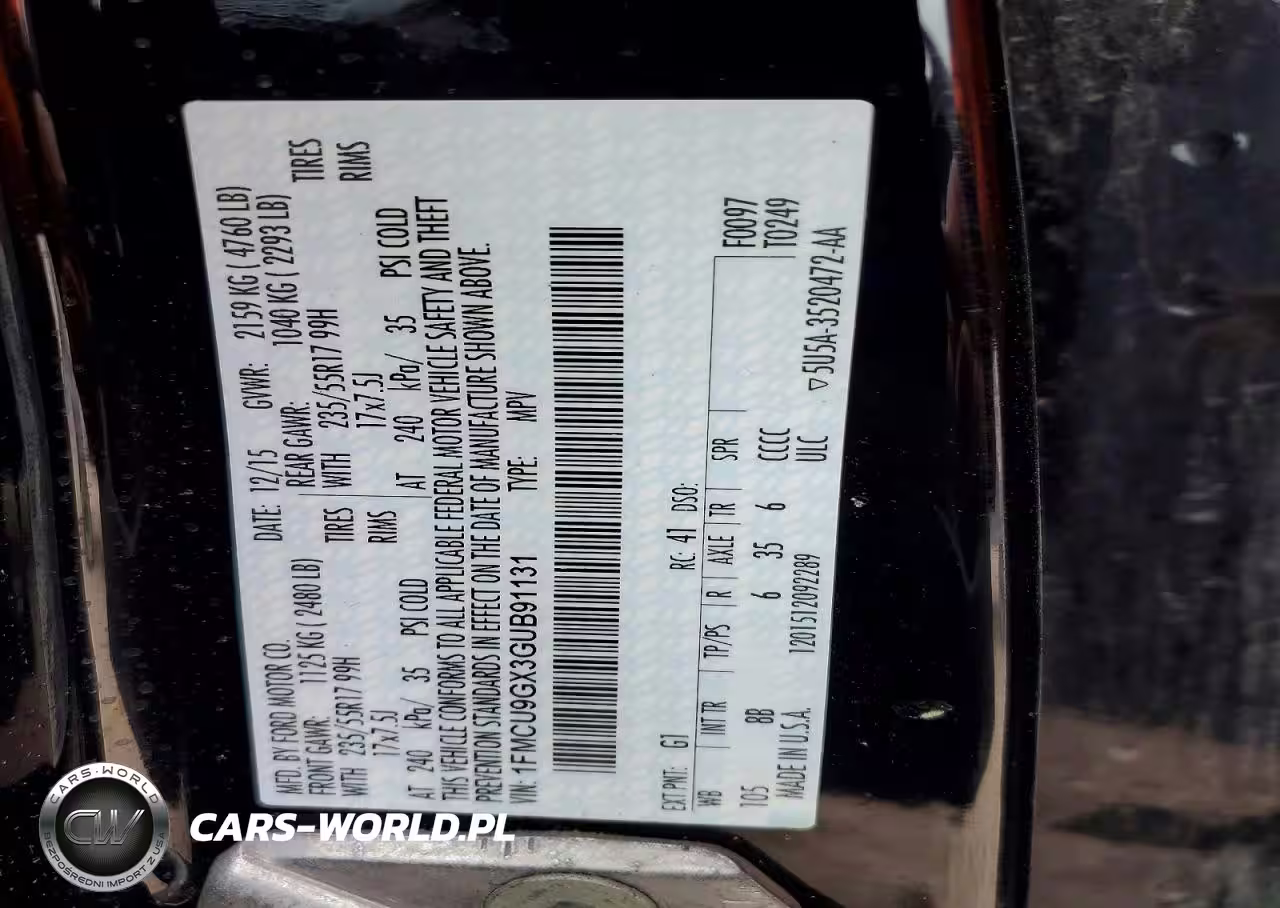 MFD. BY FORD MOTOR CO. DATE: 12/15 GVWR: 2159 KG ( 4760 LB)
FRONT GAWR: 1125 KG ( 2480 LB) REAR GAWR: 1040 KG ( 2293 LB)
WITH 235/55R17 99H TIRES WITH 235/55R17 99H TIRES
17x7.5J RIMS 17x7.5J RIMS
AT 240 kPa/ 35 PSI COLD AT 240 kPa/ 35 PSI COLD
THIS VEHICLE CONFORMS TO ALL APPLICABLE FEDERAL MOTOR VEHICLE SAFETY AND THEFT
PREVENTION STANDARDS IN EFFECT ON THE DATE OF MANUFACTURE SHOWN ABOVE.
VIN: 1FMCU9GX3GUB91131 TYPE: MPV
EXT PNT: G1 RC: 41 DSO:
WB INT TR TP/PS R AXLE TR SPR F0097
105 8B 6 35 6 CCCC T0249
MADE IN U.S.A. 1201512092289 ULC
▽5U5A-3520472-AA
CARS-WORLD
CW
BEZPOŚREDNI IMPORT Z USA
CARS-WORLD.PL